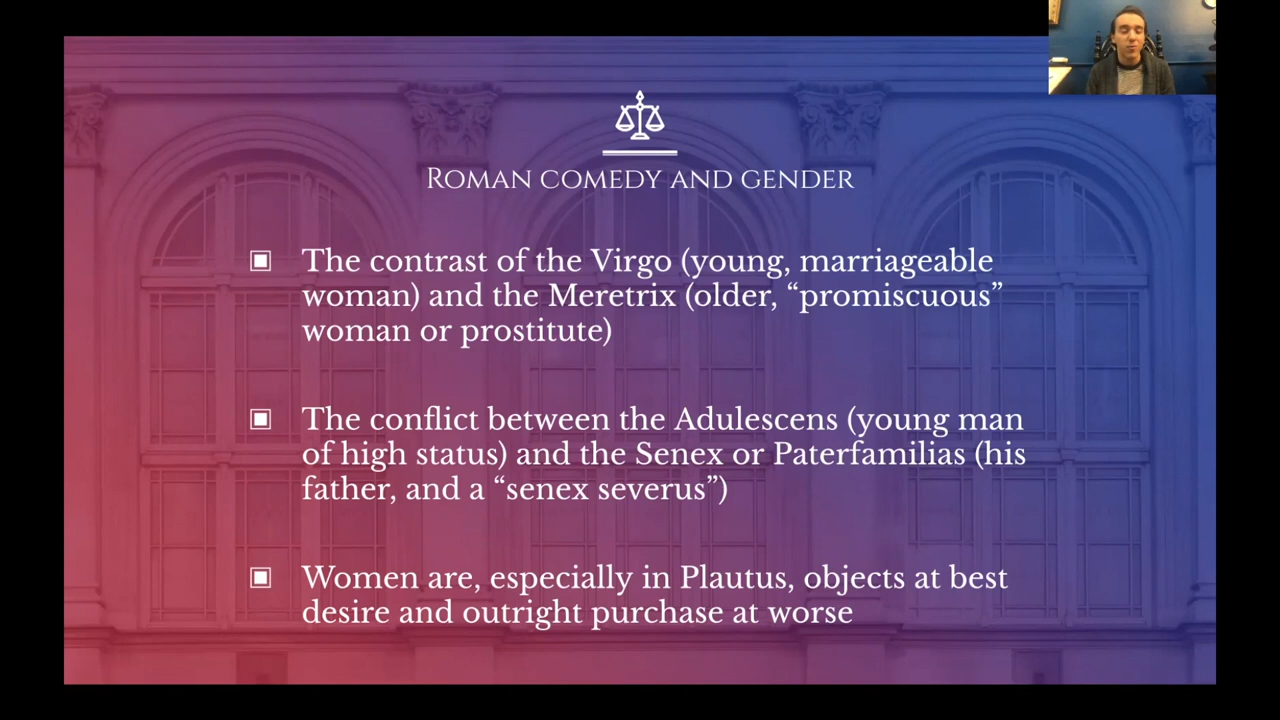 Roman comedy and gender
The contrast of the Virgo (young, marriageable
woman) and the Meretrix (older, “promiscuous”
woman or prostitute)
The conflict between the Adulescens (young man
of high status) and the Senex or Paterfamilias (his
father, and a “senex severus”)
Women are, especially in Plautus, objects at best
desire and outright purchase at worse